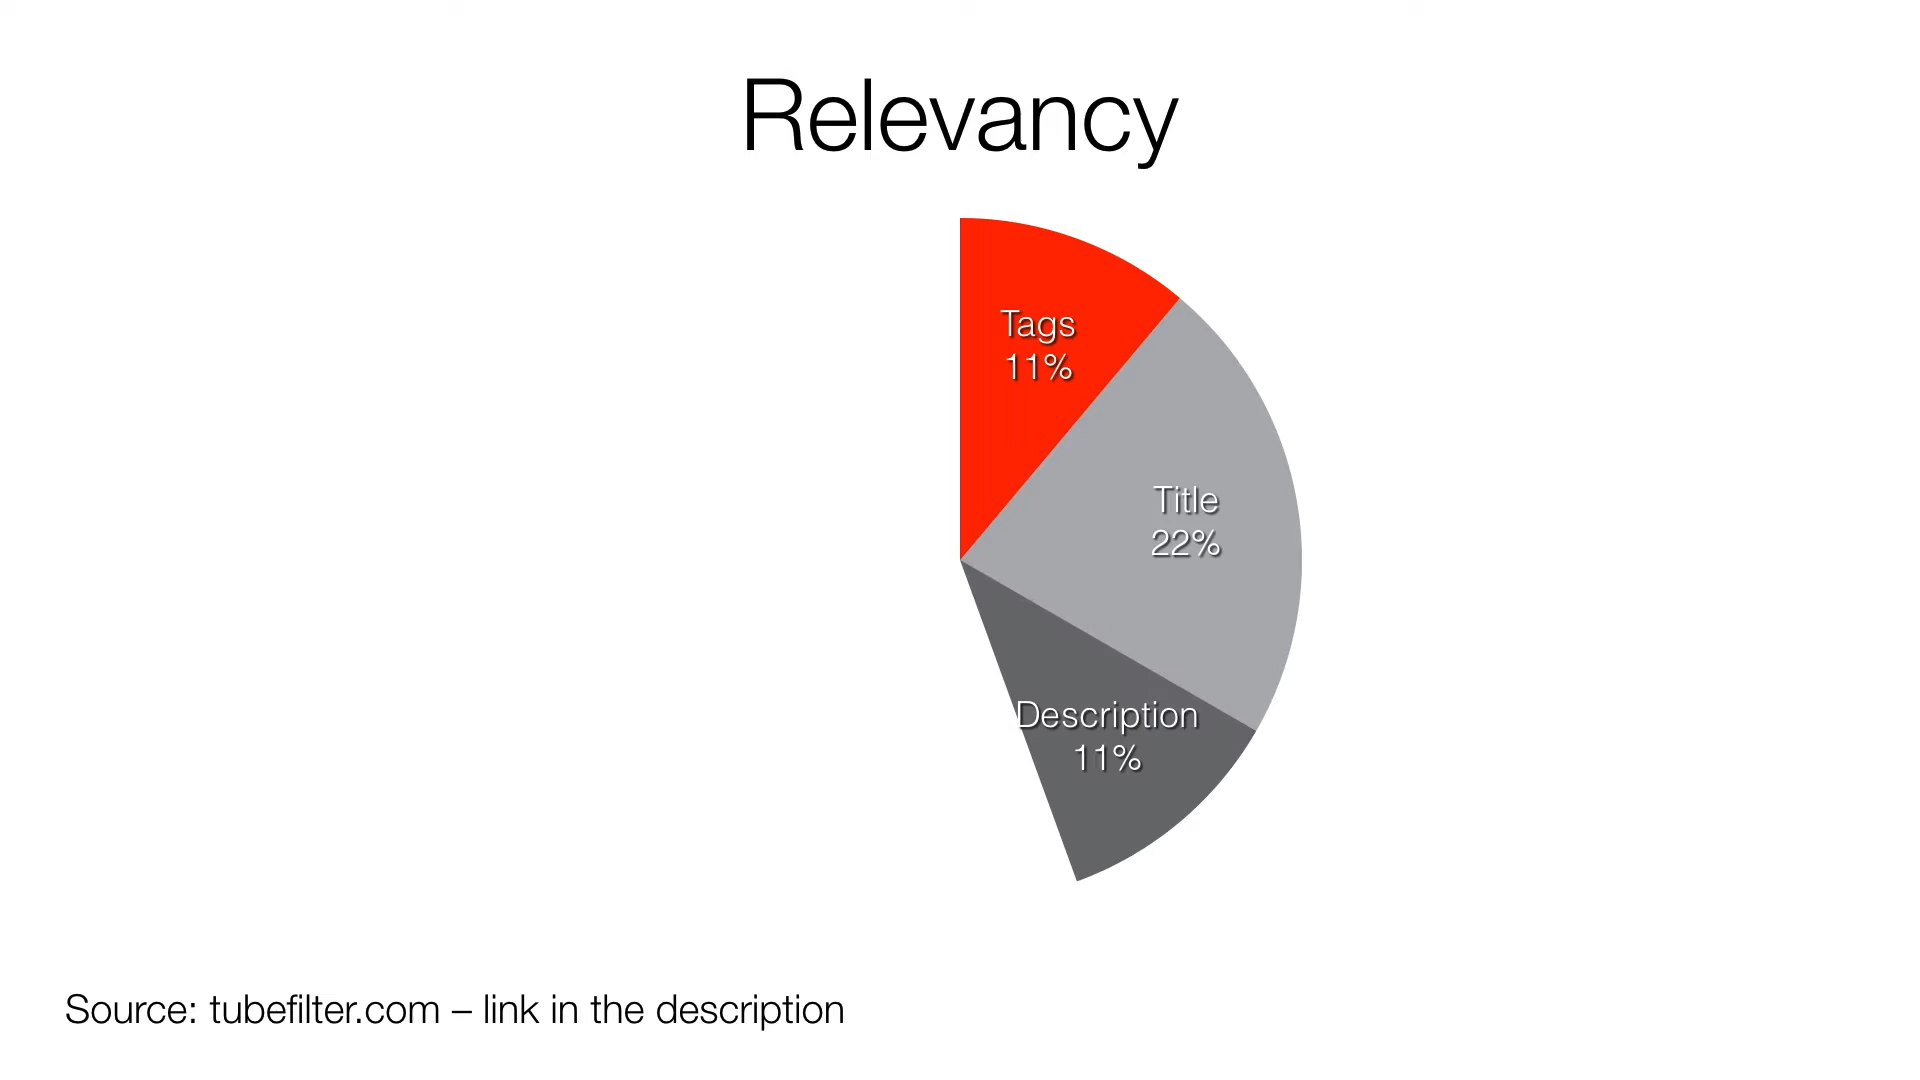 Relevancy
Tags
11%
Title
22%
Description
11%
Source: tubefilter.com – link in the description